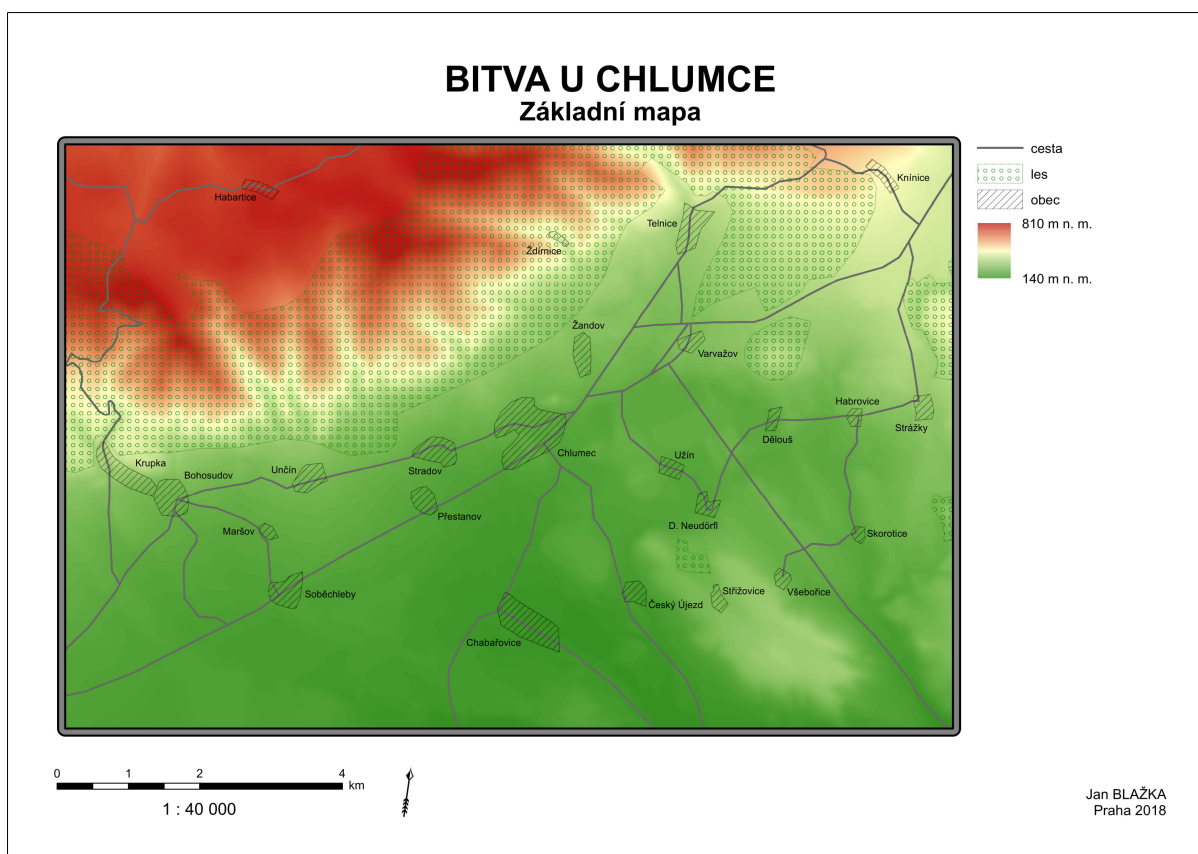 BITVA U CHLUMCE
Základní mapa
cesta
les
obec
810 m n. m.
140 m n. m.
Knínice
Habartice
Telnice
Ždírnice
Žandov
Varvažov
Habrovice
Strážky
Dělouš
Chlumec
Užín
Stradov
Unčín
Krupka
Bohosudov
Přestanov
D. Neudörfl
Maršov
Skorotice
Soběchleby
Český Újezd
Střižovice
Všebořice
Chabařovice
0 1 2 4
km
1 : 40 000
Jan BLAŽKA
Praha 2018